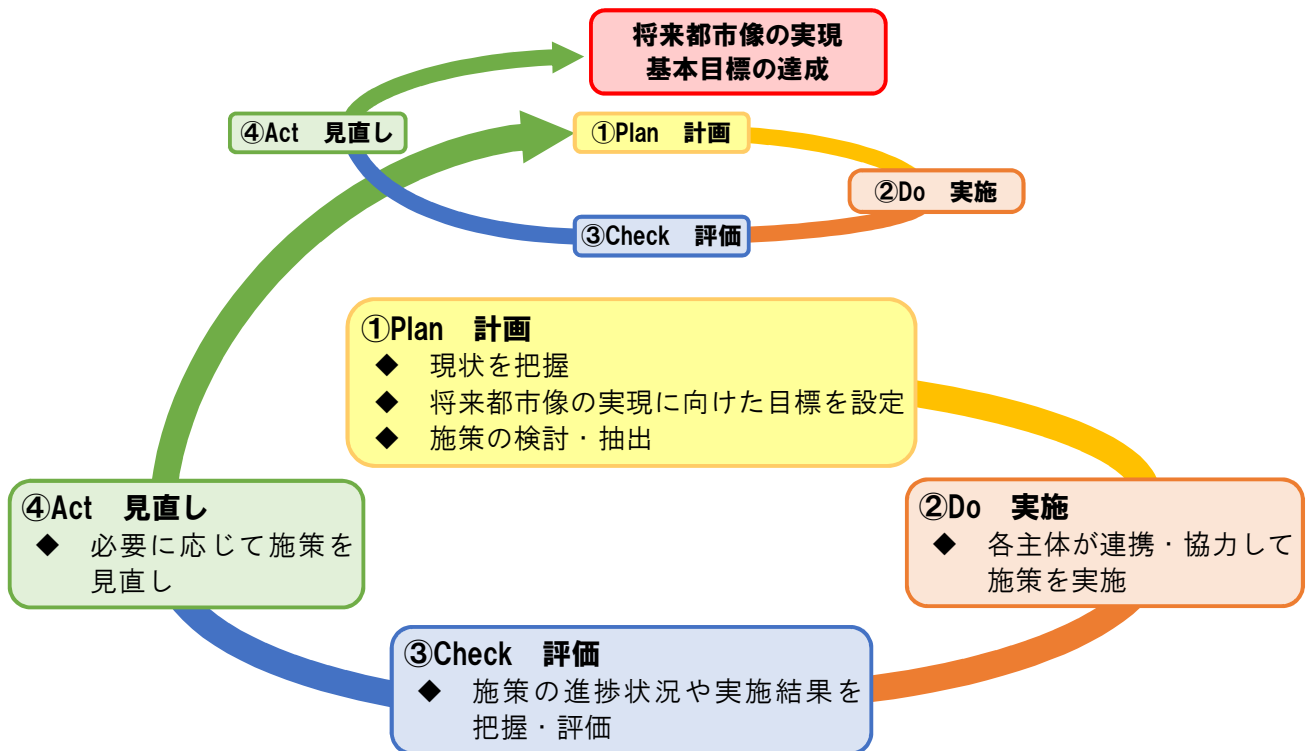 将来都市像の実現
基本目標の達成
④Act　見直し
①Plan　計画
②Do　実施
③Check　評価
①Plan　計画
◆　現状を把握
◆　将来都市像の実現に向けた目標を設定
◆　施策の検討・抽出
④Act　見直し
◆　必要に応じて施策を
見直し
②Do　実施
◆　各主体が連携・協力して
施策を実施
③Check　評価
◆　施策の進捗状況や実施結果を
把握・評価